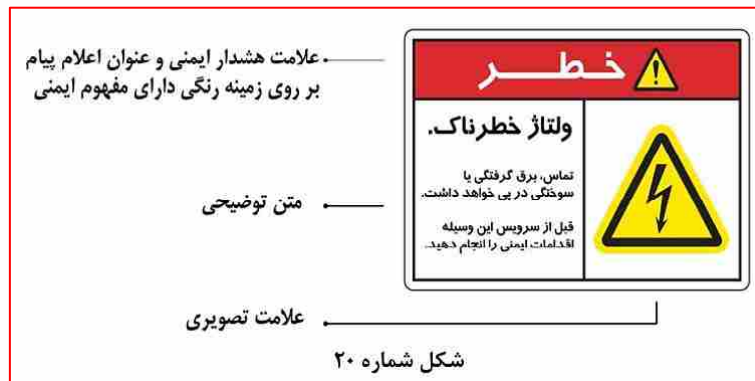 علامت هشدار ایمنی و عنوان اعلام پیام
بر روی زمینه رنگی دارای مفهوم ایمنی
خطر
ولتاژ خطرناک.
تماس، برق گرفتگی یا
سوختگی در پی خواهد داشت.
قبل از سرویس این وسیله
اقدامات ایمنی را انجام دهید.
متن توضیحی
علامت تصویری
شکل شماره ۲۰